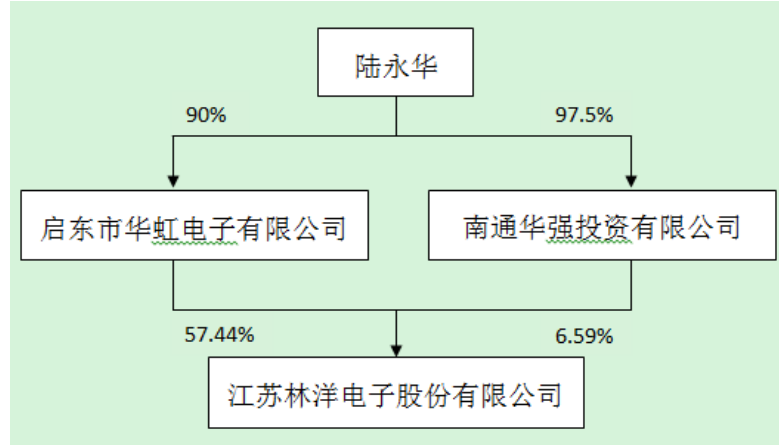 陆永华
90%
97.5%
启东市华虹电子有限公司
南通华强投资有限公司
57.44%
6.59%
江苏林洋电子股份有限公司